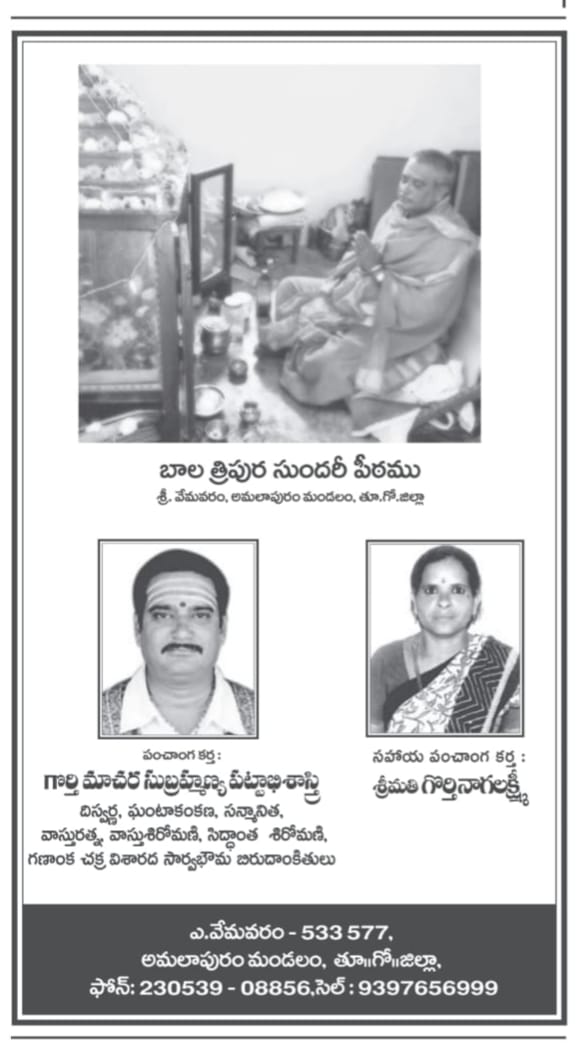 బాల త్రిపుర సుందరీ పీఠము
శ్రీ. వేమవరం, అమలాపురం మండలం, తూ.గో.జిల్లా
పంచాంగ కర్త :
గొర్తి మాచర సుబ్రహ్మణ్య పట్టాభిశాస్త్రి
దిస్వర్ణ, ఘంటాకంకణ, సన్మానిత,
వాస్తురత్న, వాస్తుశిరోమణి, సిద్ధాంత శిరోమణి,
గణాంక చక్ర విశారద సార్వభౌమ బిరుదాంకితులు
సహాయ పంచాంగ కర్త :
శ్రీమతి గొర్తినాగలక్ష్మీ
ఎ.వేమవరం - 533 577,
అమలాపురం మండలం, తూ॥గో॥జిల్లా,
ఫోన్: 230539 - 08856,సెల్ : 9397656999